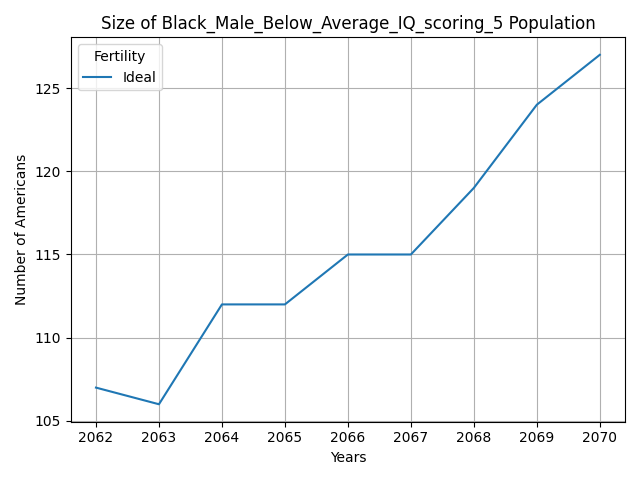 Size of Black_Male_Below_Average_IQ_scoring_5 Population
Fertility
Ideal
Number of Americans
125
120
115
110
105
2062 2063 2064 2065 2066 2067 2068 2069 2070
Years